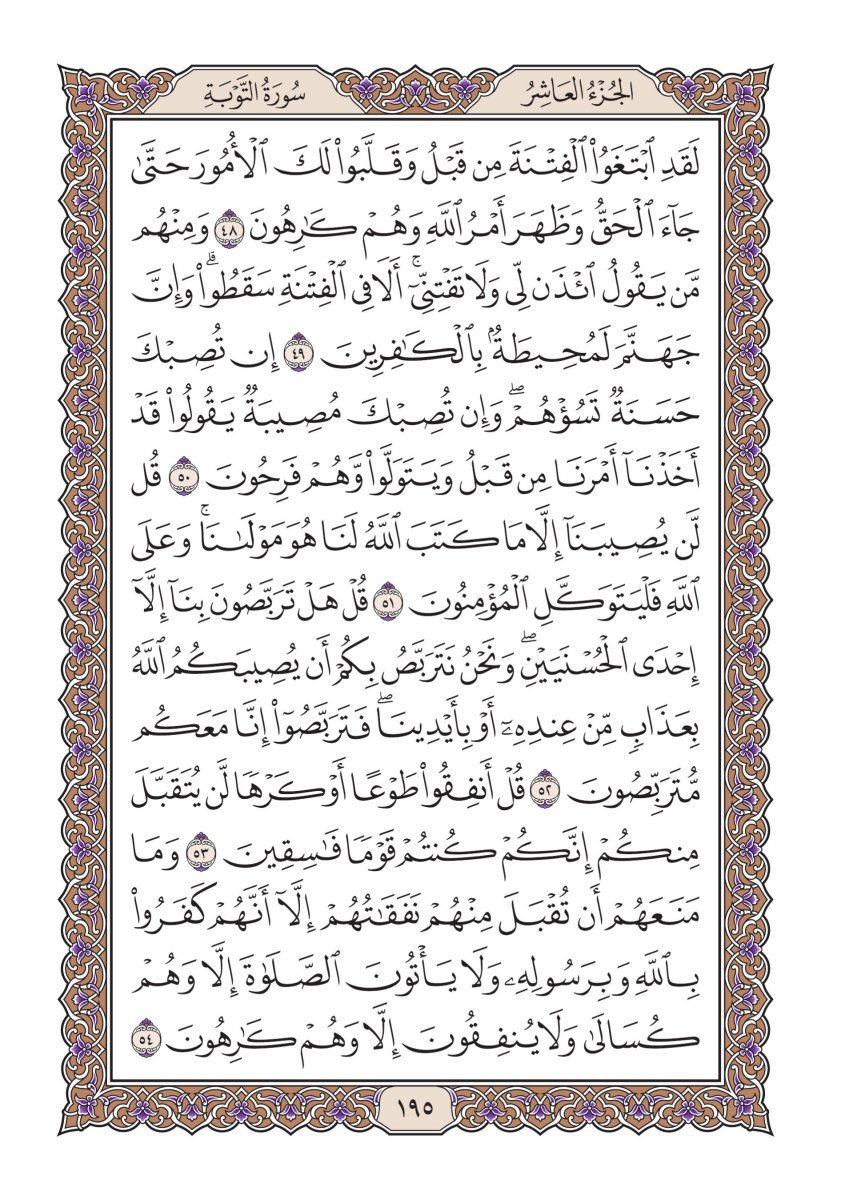 الجُزْءُ العَاشِرُ
سُورَةُ التَّوْبَةِ
لَقَدِ ٱبْتَغَوُا۟ ٱلْفِتْنَةَ مِن قَبْلُ وَقَلَّبُوا۟ لَكَ ٱلْأُمُورَ حَتَّىٰ
جَآءَ ٱلْحَقُّ وَظَهَرَ أَمْرُ ٱللَّهِ وَهُمْ كَـٰرِهُونَ ٤٨ وَمِنْهُم
مَّن يَقُولُ ٱئْذَن لِّى وَلَا تَفْتِنِّىٓ ۚ أَلَا فِى ٱلْفِتْنَةِ سَقَطُوا۟ ۗ وَإِنَّ
جَهَنَّمَ لَمُحِيطَةٌۢ بِٱلْكَـٰفِرِينَ ٤٩ إِن تُصِبْكَ
حَسَنَةٌ تَسُؤْهُمْ ۖ وَإِن تُصِبْكَ مُصِيبَةٌ يَقُولُوا۟ قَدْ
أَخَذْنَآ أَمْرَنَا مِن قَبْلُ وَيَتَوَلَّوا۟ وَّهُمْ فَرِحُونَ ٥٠ قُل
لَّن يُصِيبَنَآ إِلَّا مَا كَتَبَ ٱللَّهُ لَنَا هُوَ مَوْلَىٰنَا ۚ وَعَلَى
ٱللَّهِ فَلْيَتَوَكَّلِ ٱلْمُؤْمِنُونَ ٥١ قُلْ هَلْ تَرَبَّصُونَ بِنَآ إِلَّآ
إِحْدَى ٱلْحُسْنَيَيْنِ ۖ وَنَحْنُ نَتَرَبَّصُ بِكُمْ أَن يُصِيبَكُمُ ٱللَّهُ
بِعَذَابٍ مِّنْ عِندِهِۦٓ أَوْ بِأَيْدِينَا ۖ فَتَرَبَّصُوٓا۟ إِنَّا مَعَكُم
مُّتَرَبِّصُونَ ٥٢ قُلْ أَنفِقُوا۟ طَوْعًا أَوْ كَرْهًا لَّن يُتَقَبَّلَ
مِنكُمْ إِنَّكُمْ كُنتُمْ قَوْمًا فَـٰسِقِينَ ٥٣ وَمَا
مَنَعَهُمْ أَن تُقْبَلَ مِنْهُمْ نَفَقَـٰتُهُمْ إِلَّآ أَنَّهُمْ كَفَرُوا۟
بِٱللَّهِ وَبِرَسُولِهِۦ وَلَا يَأْتُونَ ٱلصَّلَوٰةَ إِلَّا وَهُمْ
كُسَالَىٰ وَلَا يُنفِقُونَ إِلَّا وَهُمْ كَـٰرِهُونَ ٥٤
١٩٥